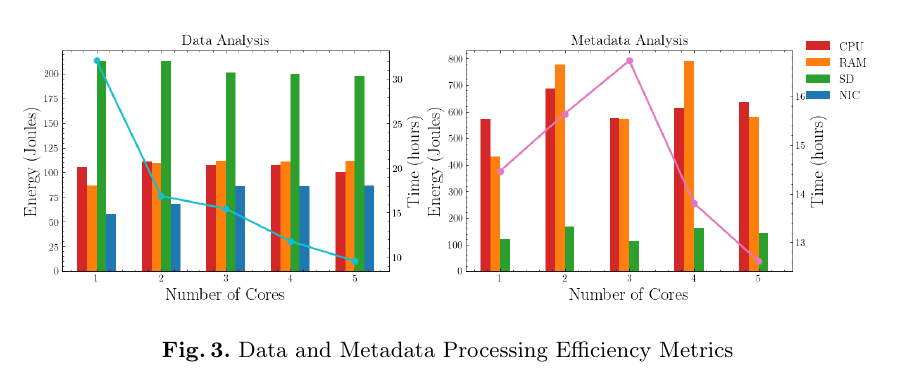 Data Analysis
Energy (Joules)
0
25
50
75
100
125
150
175
200
1
2
3
4
5
Number of Cores
10
15
20
25
30
Time (hours)
Metadata Analysis
Energy (Joules)
0
100
200
300
400
500
600
700
800
1
2
3
4
5
Number of Cores
13
14
15
16
Time (hours)
CPU
RAM
SD
NIC
Fig. 3. Data and Metadata Processing Efficiency Metrics